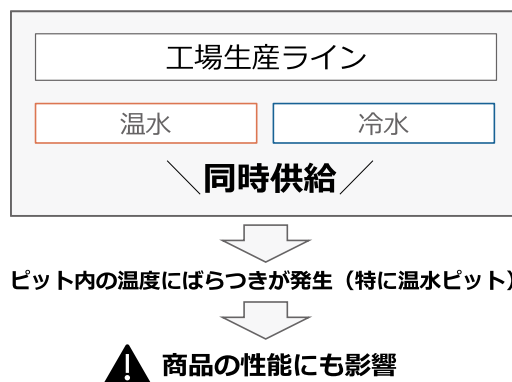 工場生産ライン
温水
冷水
同時供給
ピット内の温度にばらつきが発生（特に温水ピット）
商品の性能にも影響